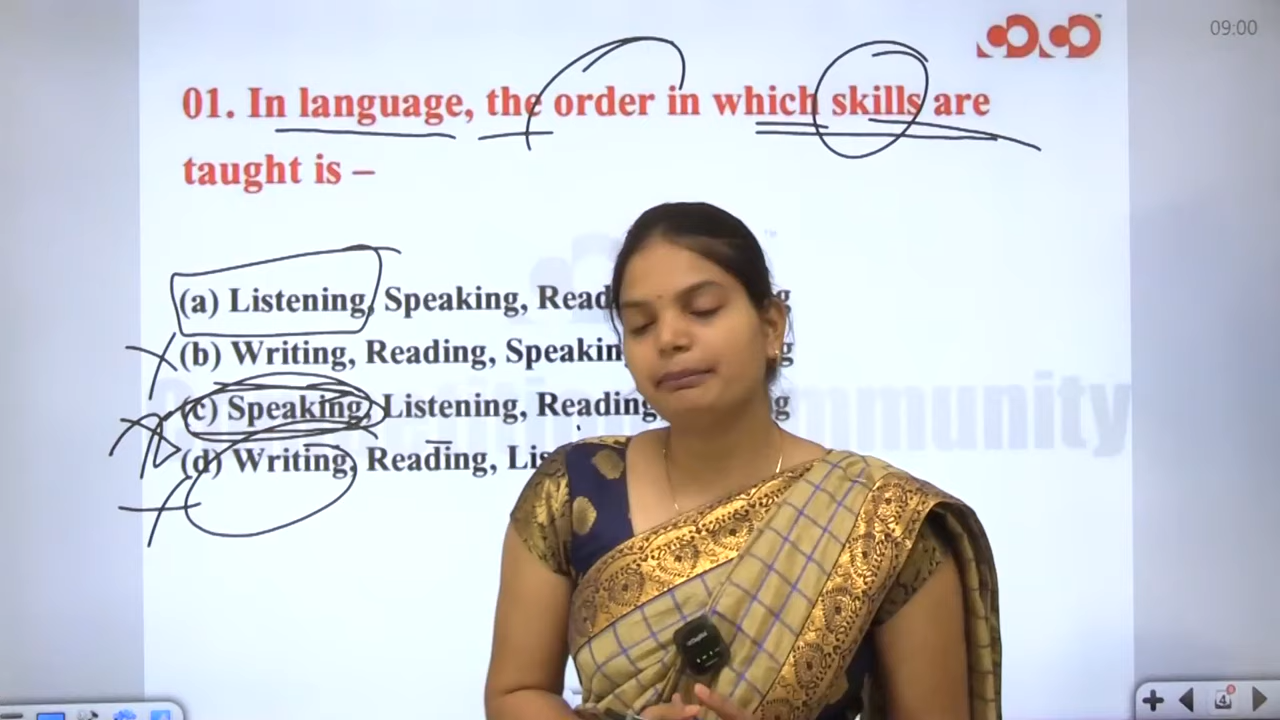 09:00
01. In language, the order in which skills are
taught is –
(a) Listening, Speaking, Read
(b) Writing, Reading, Speakin
(c) Speaking, Listening, Reading,
(d) Writing, Reading, Lis
4